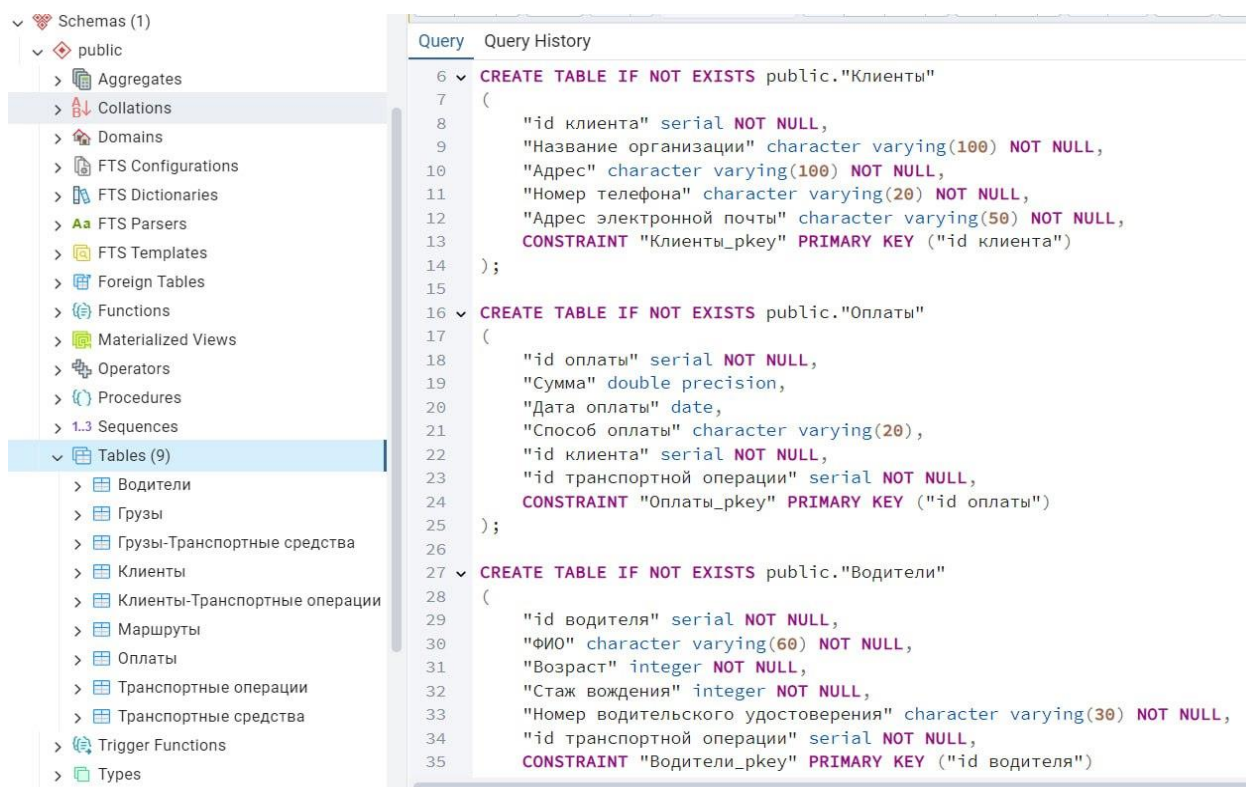 Schemas (1)
public
Aggregates
Collations
Domains
FTS Configurations
FTS Dictionaries
Aa FTS Parsers
FTS Templates
Foreign Tables
Functions
Materialized Views
Operators
Procedures
1..3 Sequences
Tables (9)
Водители
Грузы
Грузы-Транспортные средства
Клиенты
Клиенты-Транспортные операции
Маршруты
Оплаты
Транспортные операции
Транспортные средства
Trigger Functions
Types
Query Query History
6 CREATE TABLE IF NOT EXISTS public."Клиенты"
7 (
8 "id клиента" serial NOT NULL,
9 "Название организации" character varying(100) NOT NULL,
10 "Адрес" character varying(100) NOT NULL,
11 "Номер телефона" character varying(20) NOT NULL,
12 "Адрес электронной почты" character varying(50) NOT NULL,
13 CONSTRAINT "Клиенты_pkey" PRIMARY KEY ("id клиента")
14 );
15
16 CREATE TABLE IF NOT EXISTS public."Оплаты"
17 (
18 "id оплаты" serial NOT NULL,
19 "Сумма" double precision,
20 "Дата оплаты" date,
21 "Способ оплаты" character varying(20),
22 "id клиента" serial NOT NULL,
23 "id транспортной операции" serial NOT NULL,
24 CONSTRAINT "Оплаты_pkey" PRIMARY KEY ("id оплаты")
25 );
26
27 CREATE TABLE IF NOT EXISTS public."Водители"
28 (
29 "id водителя" serial NOT NULL,
30 "ФИО" character varying(60) NOT NULL,
31 "Возраст" integer NOT NULL,
32 "Стаж вождения" integer NOT NULL,
33 "Номер водительского удостоверения" character varying(30) NOT NULL,
34 "id транспортной операции" serial NOT NULL,
35 CONSTRAINT "Водители_pkey" PRIMARY KEY ("id водителя")